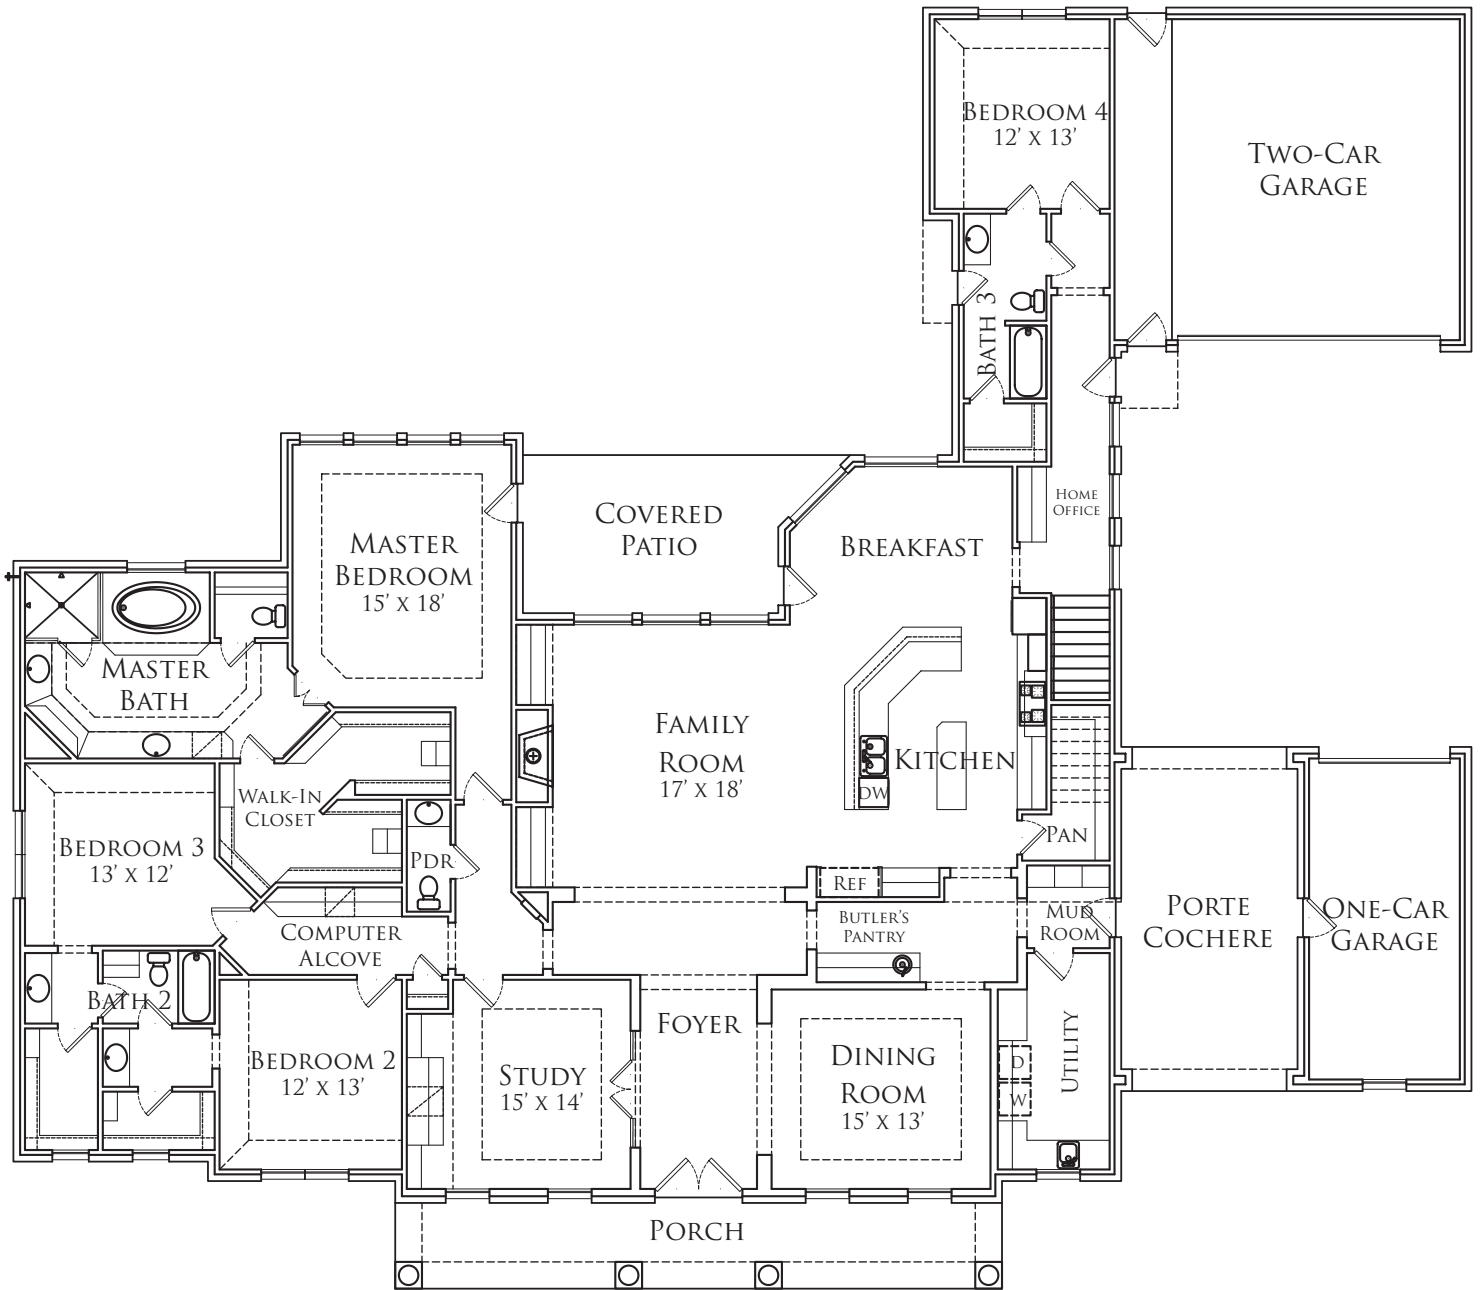 Bedroom 4
12' x 13'
Two-Car
Garage
Bath 3
Home
Office
Covered
Patio
Breakfast
Master
Bedroom
15' x 18'
Master
Bath
Family
Room
17' x 18'
Kitchen
DW
Walk-In
Closet
Pan
Bedroom 3
13' x 12'
Pdr
Ref
Butler's
Pantry
Mud
Room
Porte
Cochere
One-Car
Garage
Computer
Alcove
Bath 2
Foyer
Bedroom 2
12' x 13'
Study
15' x 14'
Dining
Room
15' x 13'
Utility
D
W
Porch